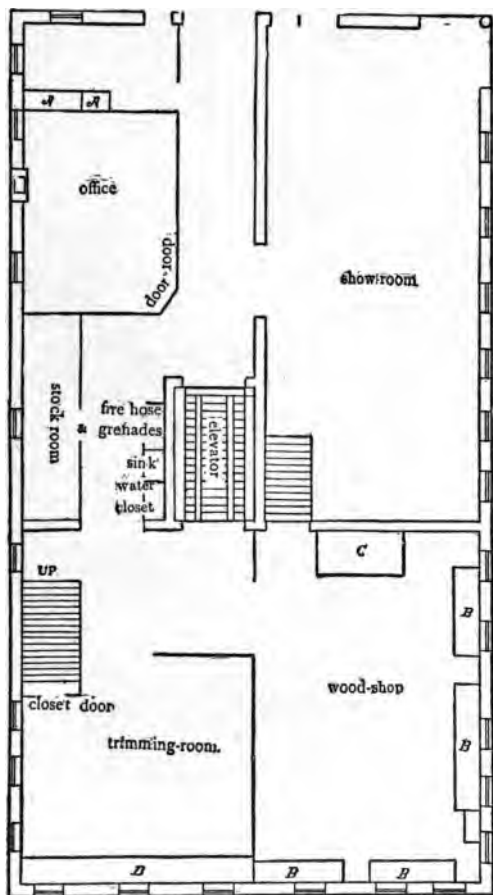 A A
office
door door
show-room
stock room
&
fire hose
grenades
sink
water
closet
elevator
C
UP
B
wood-shop
closet door
B
trimming-room.
D
B
B